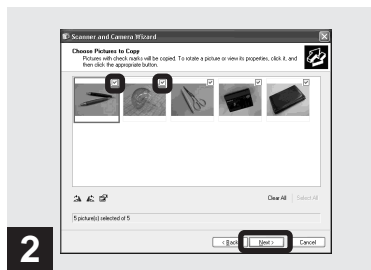 Scanner and Camera Wizard
Choose Pictures to Copy
Pictures with check marks will be copied. To rotate a picture or view its properties, click it, and
then click the appropriate button.
Clear All Select All
5 picture(s) selected of 5
< Back Next > Cancel
2